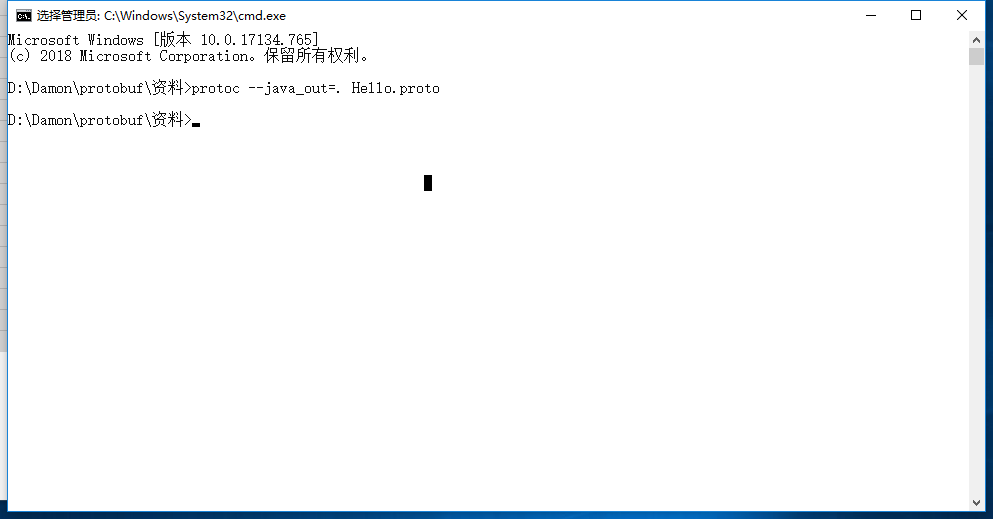 选择管理员: C:\Windows\System32\cmd.exe
Microsoft Windows [版本 10.0.17134.765]
(c) 2018 Microsoft Corporation。保留所有权利。
D:\Damon\protobuf\资料>protoc --java_out=. Hello.proto
D:\Damon\protobuf\资料>